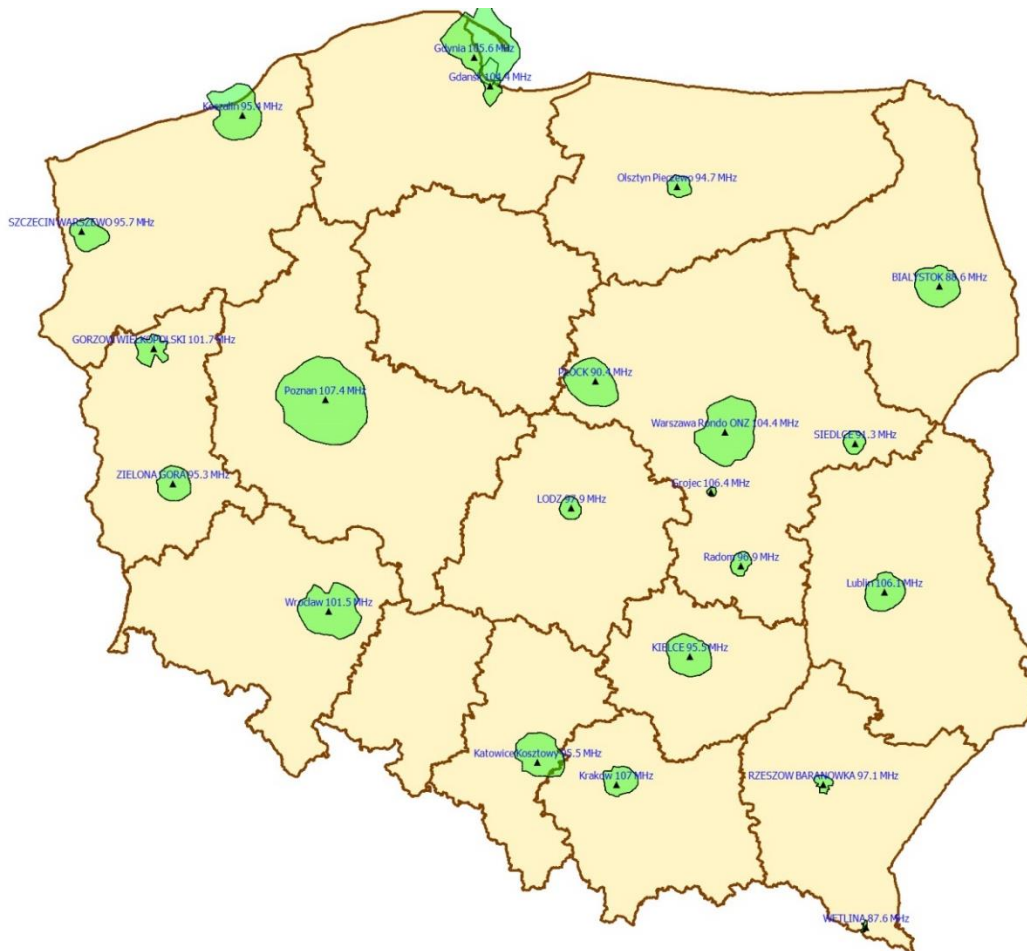 Gdynia 105.6 MHz
Gdansk 104.4 MHz
Koszalin 95.4 MHz
Olsztyn Pieczewo 94.7 MHz
SZCZECIN WARSZEWO 95.7 MHz
BIALYSTOK 88.6 MHz
GORZOW WIELKOPOLSKI 101.7 MHz
PLOCK 90.4 MHz
Poznan 107.4 MHz
Warszawa Rondo ONZ 104.4 MHz
SIEDLCE 91.3 MHz
ZIELONA GORA 95.3 MHz
Grojec 106.4 MHz
LODZ 97.9 MHz
Radom 96.9 MHz
Lublin 106.1 MHz
Wroclaw 101.5 MHz
KIELCE 95.5 MHz
Katowice Kosztowy 95.5 MHz
Krakow 107 MHz
RZESZOW BARANOWKA 97.1 MHz
WETLINA 87.6 MHz